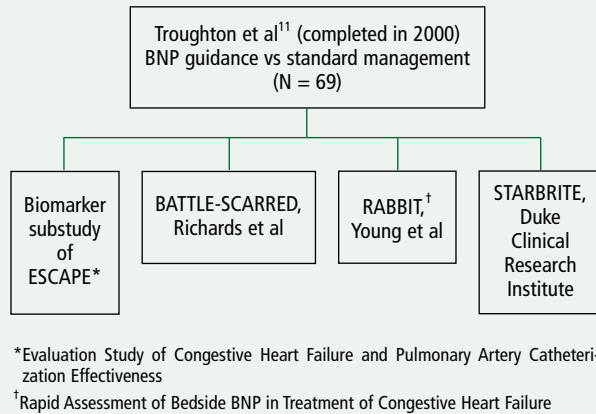 Troughton et al11 (completed in 2000)
BNP guidance vs standard management
(N = 69)
Biomarker
substudy
of
ESCAPE*
BATTLE-SCARRED,
Richards et al
RABBIT,†
Young et al
STARBRITE,
Duke
Clinical
Research
Institute
*Evaluation Study of Congestive Heart Failure and Pulmonary Artery Catheteri-
zation Effectiveness
†Rapid Assessment of Bedside BNP in Treatment of Congestive Heart Failure